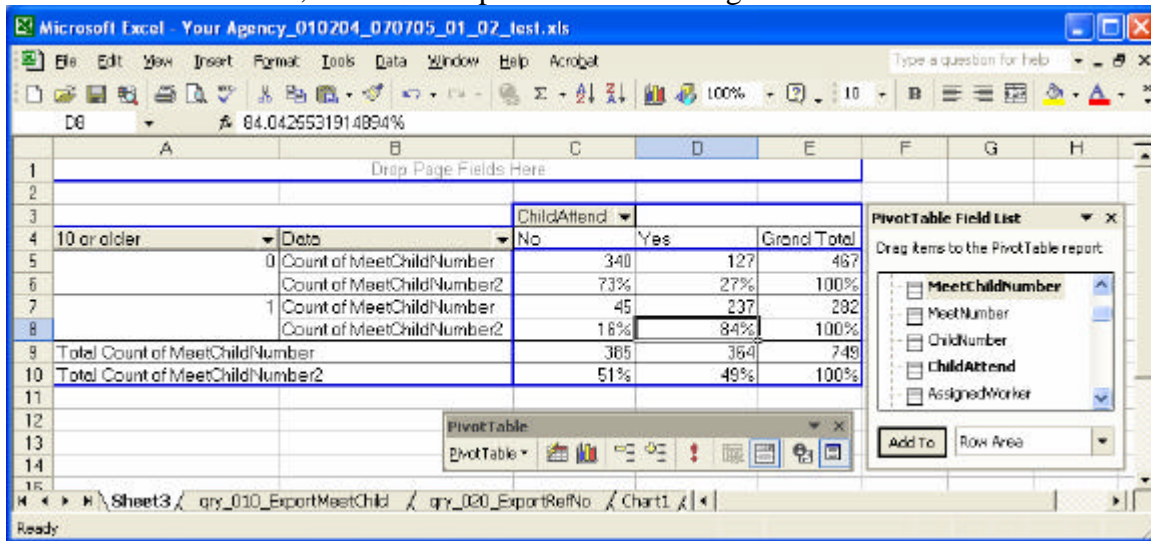 Microsoft Excel - Your Agency_010204_070705_01_02_test.xls
File Edit View Insert Format Tools Data Window Help Acrobat Type a question for help
100% 10 B A
D8 fx 84.0425531914894%
A B C D E F G H
1 Drop Page Fields Here
2
3 ChildAttend PivotTable Field List
4 10 or older Data No Yes Grand Total Drag items to the PivotTable report
5 0 Count of MeetChildNumber 340 127 467
6 Count of MeetChildNumber2 73% 27% 100% MeetChildNumber
7 1 Count of MeetChildNumber 45 237 282 MeetNumber
8 Count of MeetChildNumber2 16% 84% 100% ChildNumber
9 Total Count of MeetChildNumber 385 364 749 ChildAttend
10 Total Count of MeetChildNumber2 51% 49% 100% AssignedWorker
11
12 PivotTable
13 PivotTable Add To Row Area
14
15
Sheet3 qry_010_ExportMeetChild qry_020_ExportRefNo Chart1
Ready